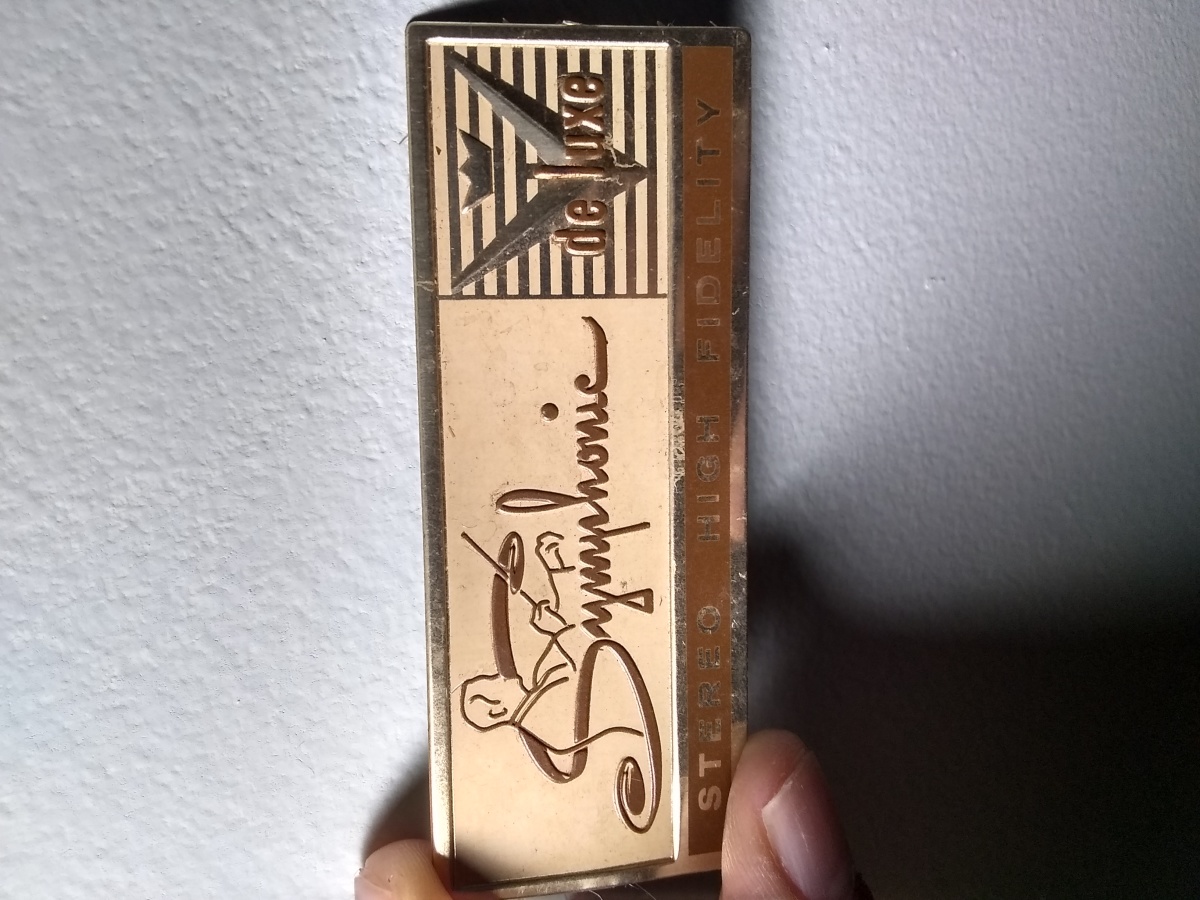 Symphonic
de luxe
STEREO HIGH FIDELITY